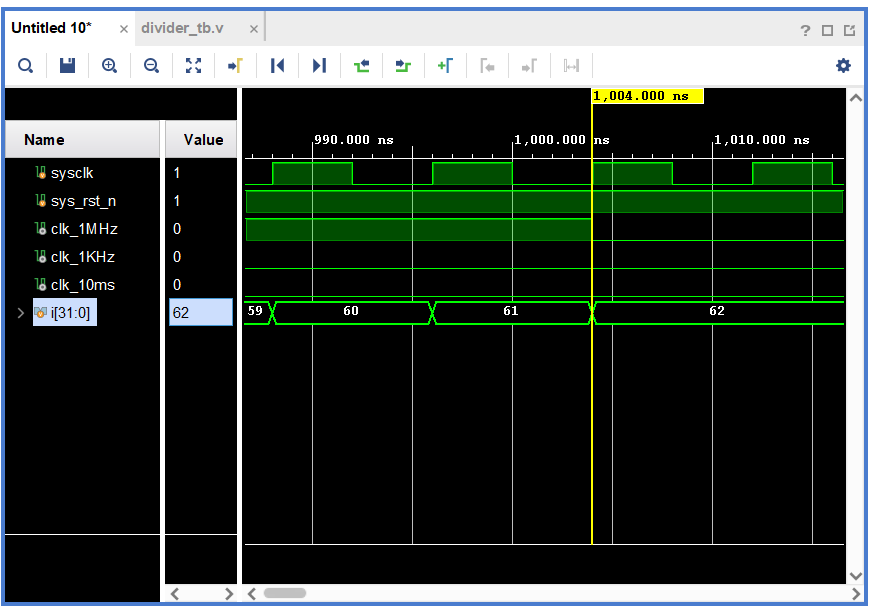 Untitled 10* × divider_tb.v ×
?
1,004.000 ns
Name Value
990.000 ns 1,000.000 ns 1,010.000 ns
sysclk 1
sys_rst_n 1
clk_1MHz 0
clk_1KHz 0
clk_10ms 0
i[31:0] 62 59 60 61 62